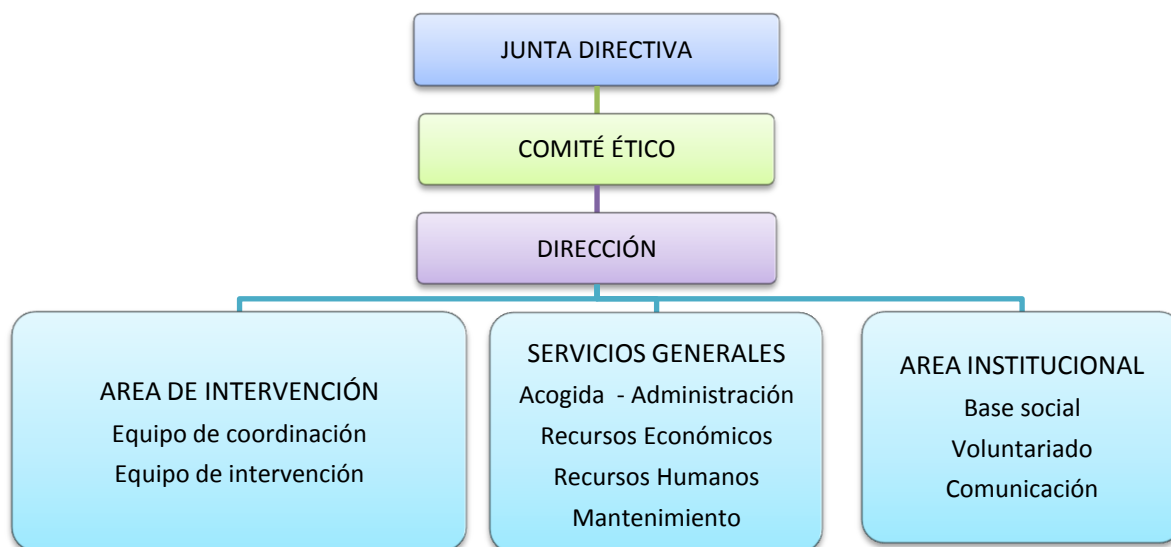 JUNTA DIRECTIVA
COMITÉ ÉTICO
DIRECCIÓN
AREA DE INTERVENCIÓN
Equipo de coordinación
Equipo de intervención
SERVICIOS GENERALES
Acogida - Administración
Recursos Económicos
Recursos Humanos
Mantenimiento
AREA INSTITUCIONAL
Base social
Voluntariado
Comunicación